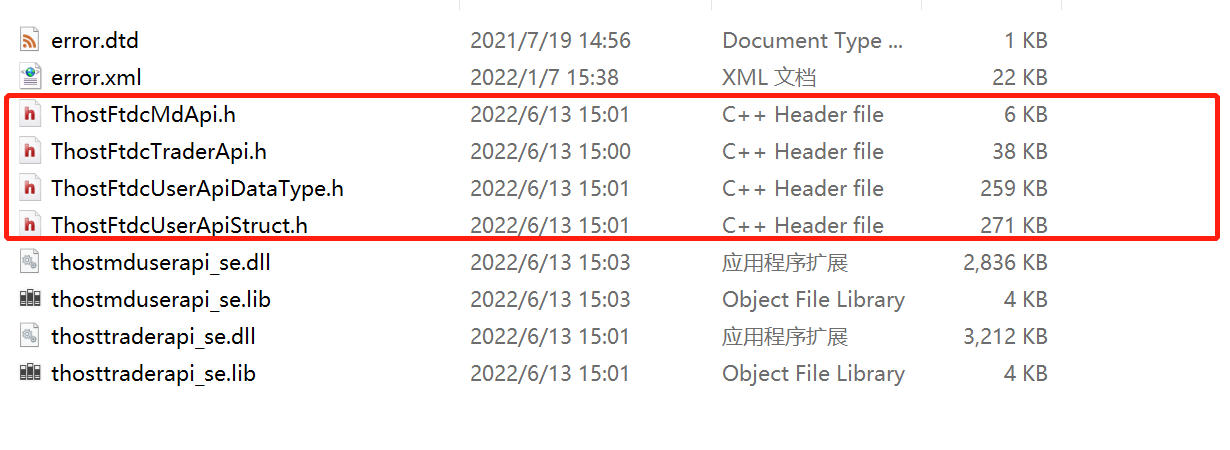 error.dtd 2021/7/19 14:56 Document Type ... 1 KB
error.xml 2022/1/7 15:38 XML 文档 22 KB
ThostFtdcMdApi.h 2022/6/13 15:01 C++ Header file 6 KB
ThostFtdcTraderApi.h 2022/6/13 15:00 C++ Header file 38 KB
ThostFtdcUserApiDataType.h 2022/6/13 15:01 C++ Header file 259 KB
ThostFtdcUserApiStruct.h 2022/6/13 15:01 C++ Header file 271 KB
thostmduserapi_se.dll 2022/6/13 15:03 应用程序扩展 2,836 KB
thostmduserapi_se.lib 2022/6/13 15:03 Object File Library 4 KB
thosttraderapi_se.dll 2022/6/13 15:01 应用程序扩展 3,212 KB
thosttraderapi_se.lib 2022/6/13 15:01 Object File Library 4 KB